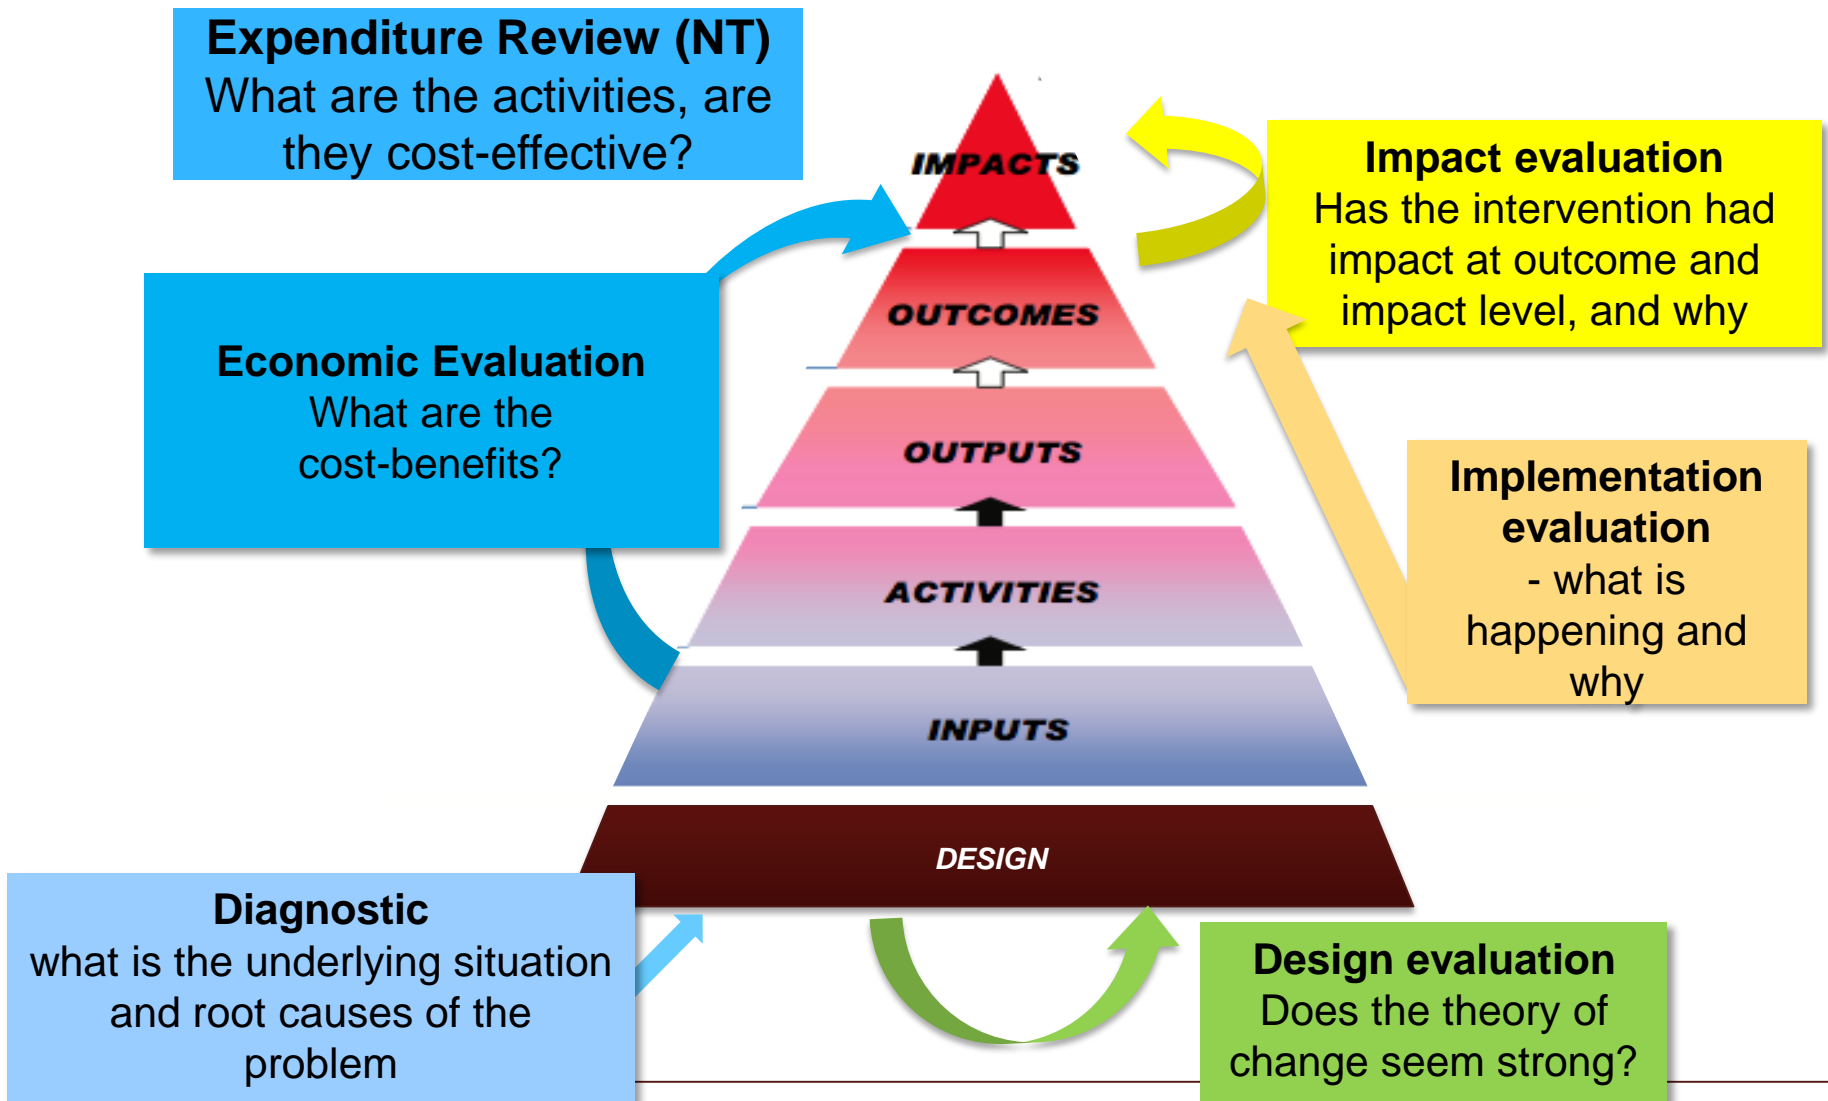 Expenditure Review (NT)
What are the activities, are
they cost-effective?
IMPACTS
Impact evaluation
Has the intervention had
impact at outcome and
impact level, and why
OUTCOMES
Economic Evaluation
What are the
cost-benefits?
OUTPUTS
Implementation
evaluation
- what is
happening and
why
ACTIVITIES
INPUTS
DESIGN
Diagnostic
what is the underlying situation
and root causes of the
problem
Design evaluation
Does the theory of
change seem strong?